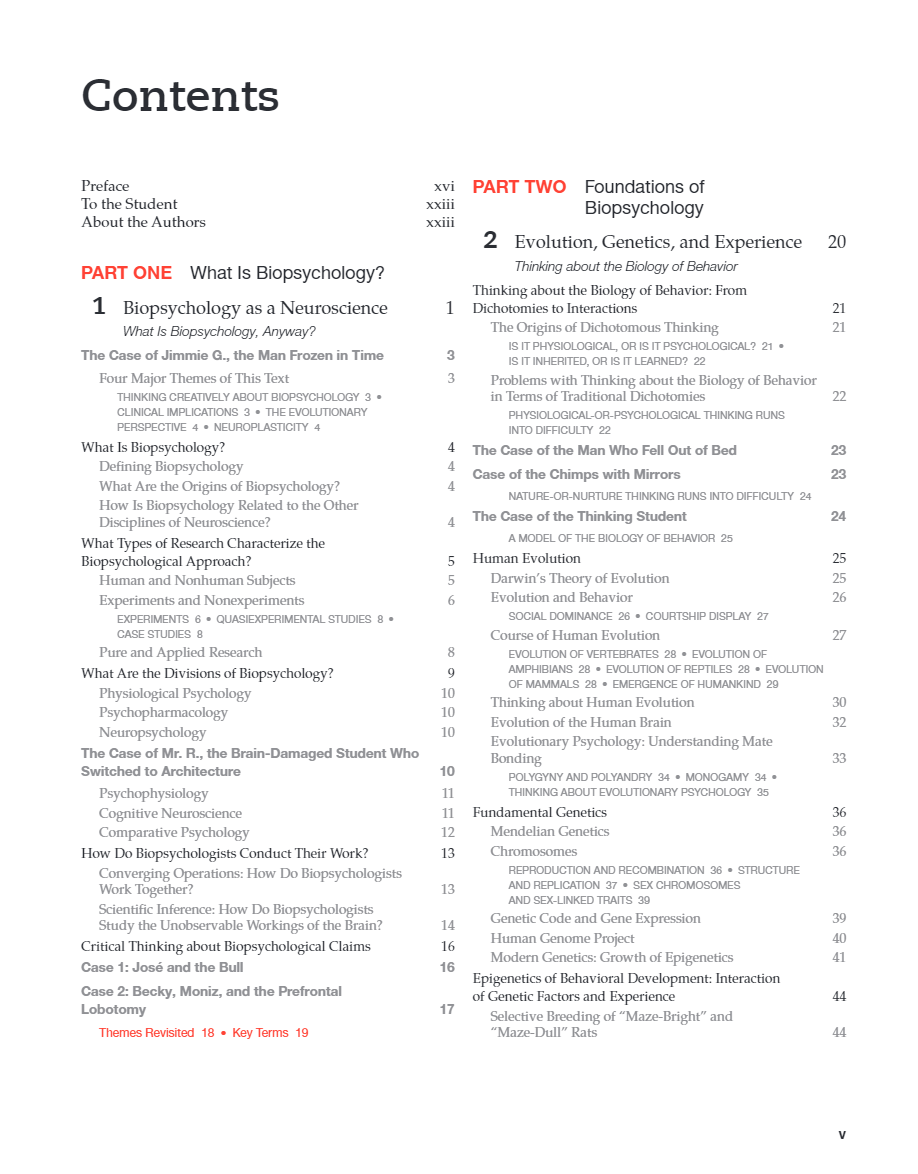 Contents
Preface xvi
To the Student xxiii
About the Authors xxiii
PART ONE What Is Biopsychology?
1 Biopsychology as a Neuroscience 1
What Is Biopsychology, Anyway?
The Case of Jimmie G., the Man Frozen in Time 3
Four Major Themes of This Text 3
THINKING CREATIVELY ABOUT BIOPSYCHOLOGY 3 •
CLINICAL IMPLICATIONS 3 • THE EVOLUTIONARY
PERSPECTIVE 4 • NEUROPLASTICITY 4
What Is Biopsychology? 4
Defining Biopsychology 4
What Are the Origins of Biopsychology? 4
How Is Biopsychology Related to the Other
Disciplines of Neuroscience? 4
What Types of Research Characterize the
Biopsychological Approach? 5
Human and Nonhuman Subjects 5
Experiments and Nonexperiments 6
EXPERIMENTS 6 • QUASIEXPERIMENTAL STUDIES 8 •
CASE STUDIES 8
Pure and Applied Research 8
What Are the Divisions of Biopsychology? 9
Physiological Psychology 10
Psychopharmacology 10
Neuropsychology 10
The Case of Mr. R., the Brain-Damaged Student Who
Switched to Architecture 10
Psychophysiology 11
Cognitive Neuroscience 11
Comparative Psychology 12
How Do Biopsychologists Conduct Their Work? 13
Converging Operations: How Do Biopsychologists
Work Together? 13
Scientific Inference: How Do Biopsychologists
Study the Unobservable Workings of the Brain? 14
Critical Thinking about Biopsychological Claims 16
Case 1: José and the Bull 16
Case 2: Becky, Moniz, and the Prefrontal
Lobotomy 17
Themes Revisited 18 • Key Terms 19
PART TWO Foundations of
Biopsychology
2 Evolution, Genetics, and Experience 20
Thinking about the Biology of Behavior
Thinking about the Biology of Behavior: From
Dichotomies to Interactions 21
The Origins of Dichotomous Thinking 21
IS IT PHYSIOLOGICAL, OR IS IT PSYCHOLOGICAL? 21 •
IS IT INHERITED, OR IS IT LEARNED? 22
Problems with Thinking about the Biology of Behavior
in Terms of Traditional Dichotomies 22
PHYSIOLOGICAL-OR-PSYCHOLOGICAL THINKING RUNS
INTO DIFFICULTY 22
The Case of the Man Who Fell Out of Bed 23
Case of the Chimps with Mirrors 23
NATURE-OR-NURTURE THINKING RUNS INTO DIFFICULTY 24
The Case of the Thinking Student 24
A MODEL OF THE BIOLOGY OF BEHAVIOR 25
Human Evolution 25
Darwin's Theory of Evolution 25
Evolution and Behavior 26
SOCIAL DOMINANCE 26 • COURTSHIP DISPLAY 27
Course of Human Evolution 27
EVOLUTION OF VERTEBRATES 28 • EVOLUTION OF
AMPHIBIANS 28 • EVOLUTION OF REPTILES 28 • EVOLUTION
OF MAMMALS 28 • EMERGENCE OF HUMANKIND 29
Thinking about Human Evolution 30
Evolution of the Human Brain 32
Evolutionary Psychology: Understanding Mate
Bonding 33
POLYGYNY AND POLYANDRY 34 • MONOGAMY 34 •
THINKING ABOUT EVOLUTIONARY PSYCHOLOGY 35
Fundamental Genetics 36
Mendelian Genetics 36
Chromosomes 36
REPRODUCTION AND RECOMBINATION 36 • STRUCTURE
AND REPLICATION 37 • SEX CHROMOSOMES
AND SEX-LINKED TRAITS 39
Genetic Code and Gene Expression 39
Human Genome Project 40
Modern Genetics: Growth of Epigenetics 41
Epigenetics of Behavioral Development: Interaction
of Genetic Factors and Experience 44
Selective Breeding of “Maze-Bright” and
“Maze-Dull” Rats 44
v